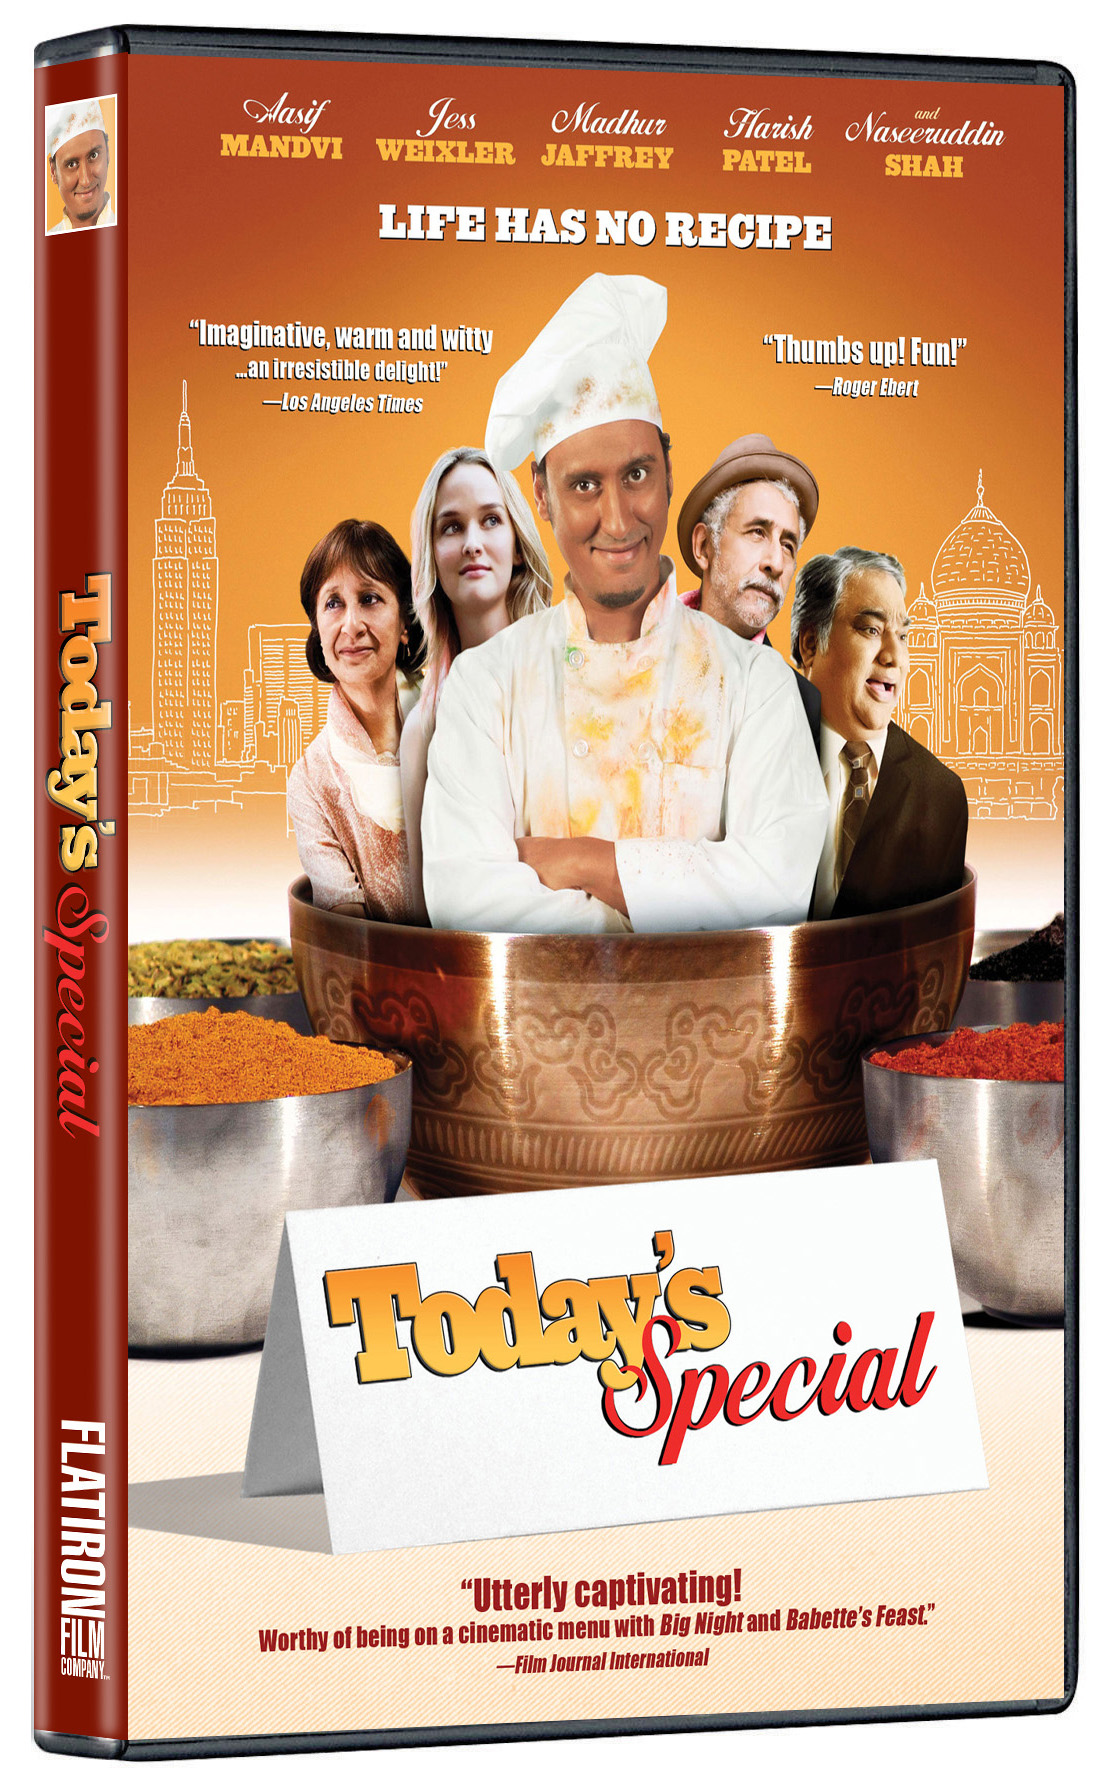 Aasif
MANDVI
Jess
WEIXLER
Madhur
JAFFREY
Harish
PATEL
and
Naseeruddin
SHAH
LIFE HAS NO RECIPE
“Imaginative, warm and witty
...an irresistible delight!”
—Los Angeles Times
“Thumbs up! Fun!”
—Roger Ebert
Today's
Special
“Utterly captivating!
Worthy of being on a cinematic menu with Big Night and Babette's Feast.”
—Film Journal International
Today's Special
FLATIRON
FILM
COMPANY™